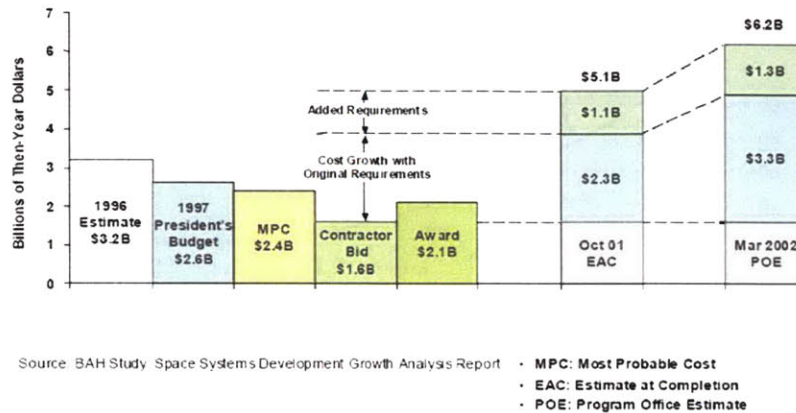 Billions of Then-Year Dollars
7
6
5
4
3
2
1
0
1996
Estimate
$3.2B
1997
President's
Budget
$2.6B
MPC
$2.4B
Added Requirements
Cost Growth with
Original Requirements
Contractor
Bid
$1.6B
Award
$2.1B
$5.1B
$1.1B
$2.3B
Oct 01
EAC
$6.2B
$1.3B
$3.3B
Mar 2002
POE
Source: BAH Study: Space Systems Development Growth Analysis Report
• MPC: Most Probable Cost
• EAC: Estimate at Completion
• POE: Program Office Estimate